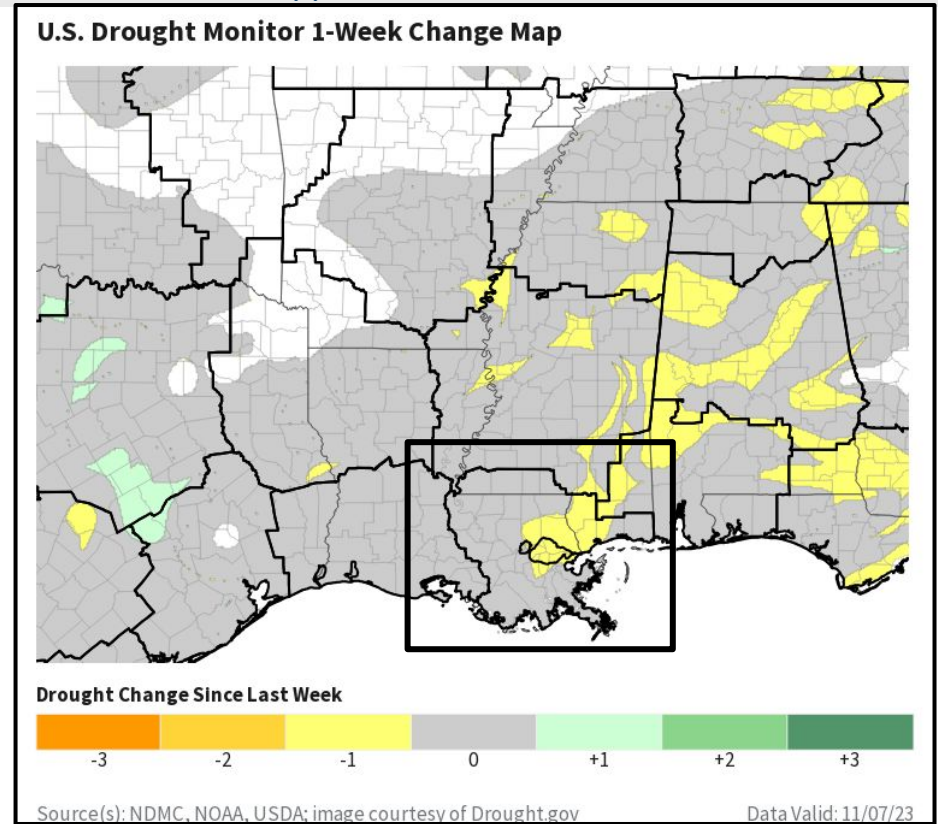 U.S. Drought Monitor 1-Week Change Map
Drought Change Since Last Week
-3 -2 -1 0 +1 +2 +3
Source(s): NDMC, NOAA, USDA; image courtesy of Drought.gov Data Valid: 11/07/23